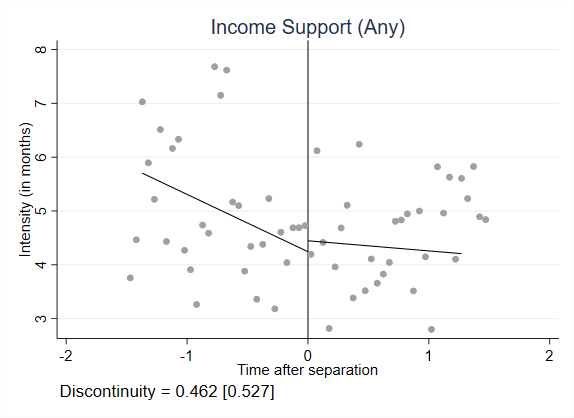 Income Support (Any)
Intensity (in months)
8
7
6
5
4
3
-2 -1 0 1 2
Time after separation
Discontinuity = 0.462 [0.527]